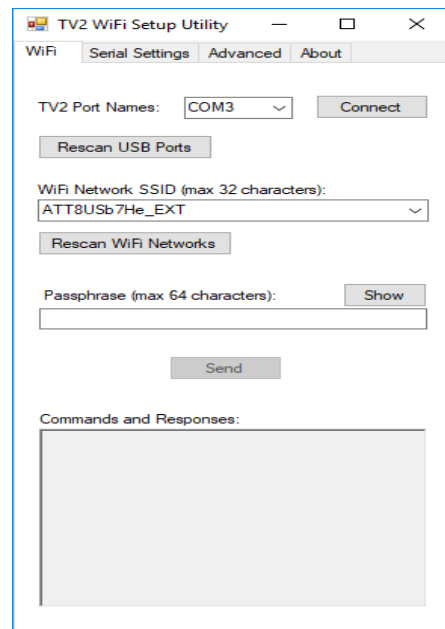 TV2 WiFi Setup Utility
WiFi Serial Settings Advanced About
TV2 Port Names: COM3 Connect
Rescan USB Ports
WiFi Network SSID (max 32 characters):
ATT8USb7He_EXT
Rescan WiFi Networks
Passphrase (max 64 characters): Show
Send
Commands and Responses: